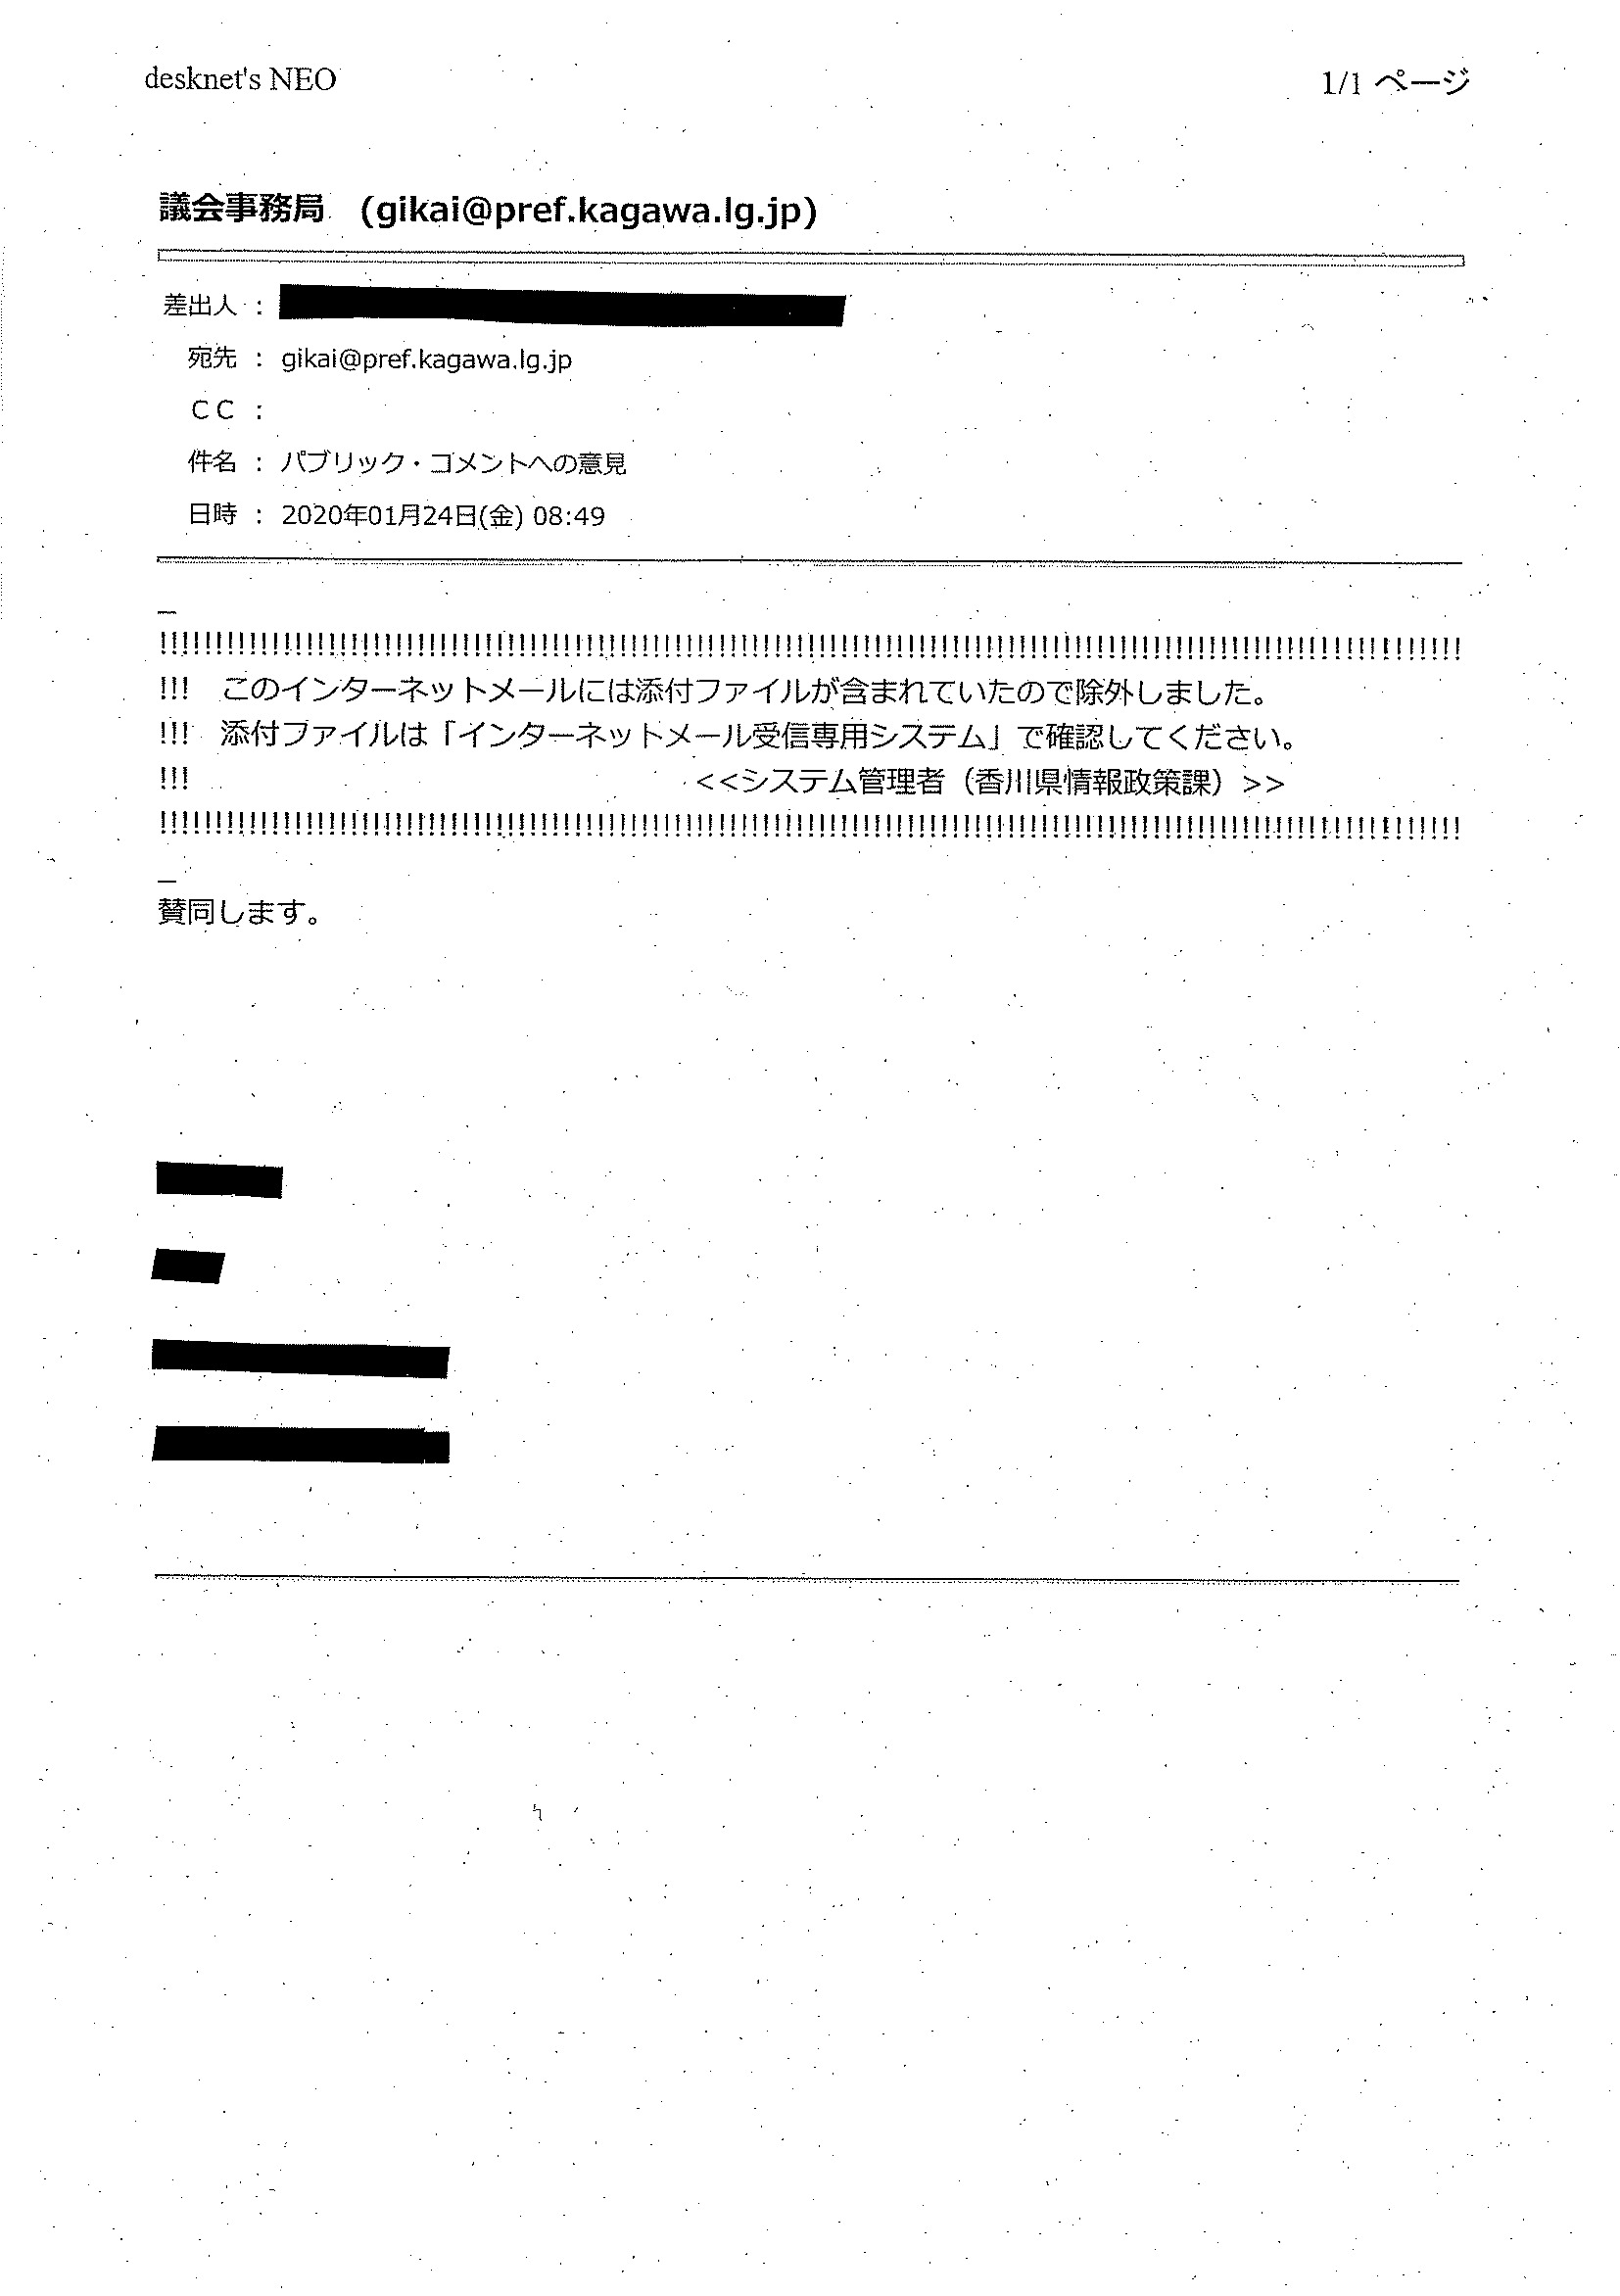 desknet's NEO
1/1 ページ
議会事務局 (gikai@pref.kagawa.lg.jp)
差出人 :
宛先 : gikai@pref.kagawa.lg.jp
CC :
件名 : パブリック・コメントへの意見
日時 : 2020年01月24日(金) 08:49
_
!!!!!!!!!!!!!!!!!!!!!!!!!!!!!!!!!!!!!!!!!!!!!!!!!!!!!!!!!!!!!!!!!!!!!!!!!!!!!!!!!!!!!!!!!!!!!!!!!!!!!!!!!!!!!!!!!!!!
!!! このインターネットメールには添付ファイルが含まれていたので除外しました。
!!! 添付ファイルは「インターネットメール受信専用システム」で確認してください。
!!! <<システム管理者（香川県情報政策課）>>
!!!!!!!!!!!!!!!!!!!!!!!!!!!!!!!!!!!!!!!!!!!!!!!!!!!!!!!!!!!!!!!!!!!!!!!!!!!!!!!!!!!!!!!!!!!!!!!!!!!!!!!!!!!!!!!!!!!!
_
賛同します。